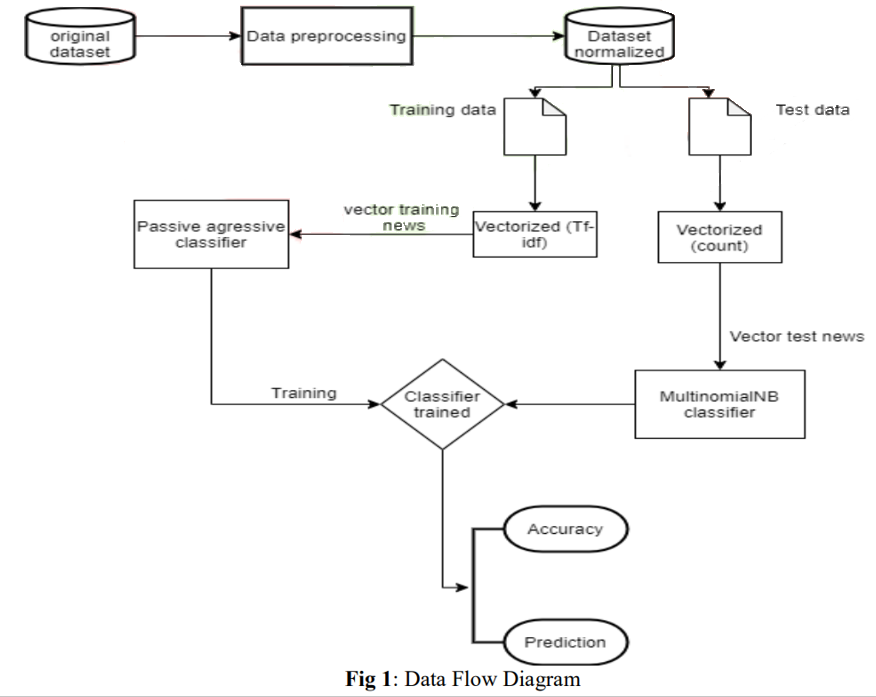 original
dataset
Data preprocessing
Dataset
normalized
Training data
Test data
Passive agressive
classifier
vector training
news
Vectorized (Tf-
idf)
Vectorized
(count)
Vector test news
Training
Classifier
trained
MultinomialNB
classifier
Accuracy
Prediction
Fig 1: Data Flow Diagram